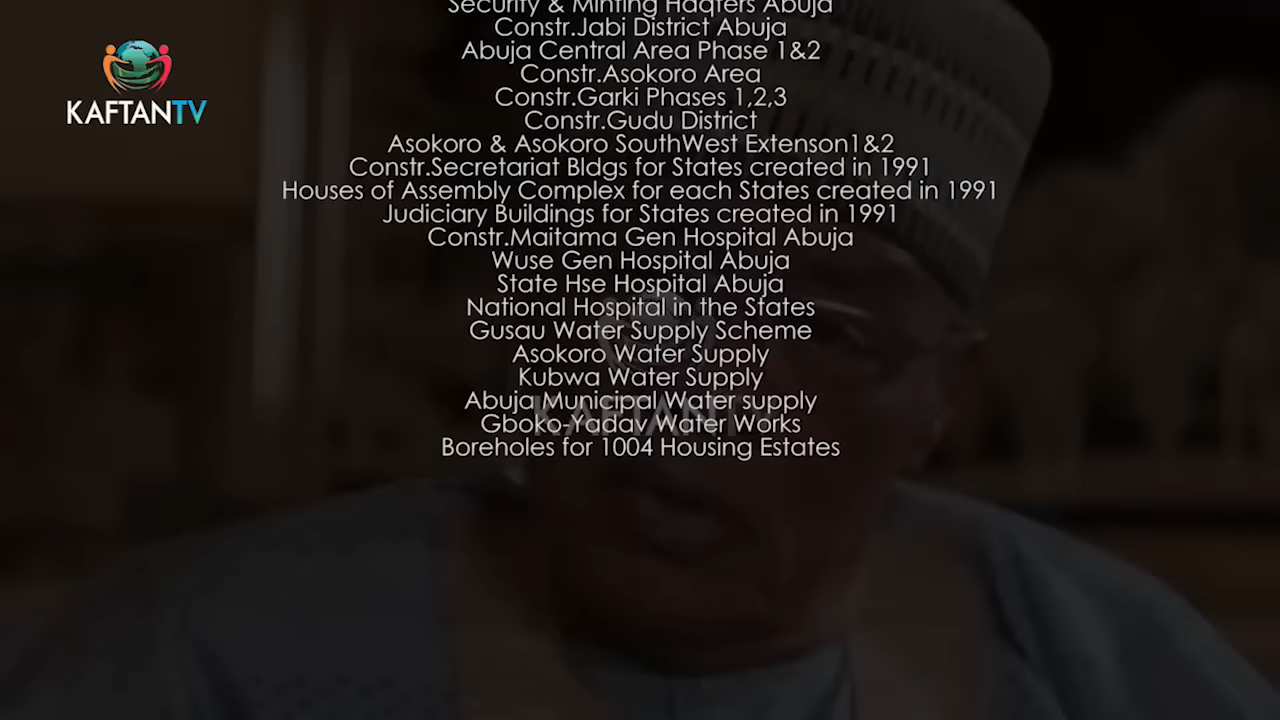 Security & Minting Hdqters Abuja
Constr.Jabi District Abuja
Abuja Central Area Phase 1&2
Constr.Asokoro Area
Constr.Garki Phases 1,2,3
Constr.Gudu District
Asokoro & Asokoro SouthWest Extenson1&2
Constr.Secretariat Bldgs for States created in 1991
Houses of Assembly Complex for each States created in 1991
Judiciary Buildings for States created in 1991
Constr.Maitama Gen Hospital Abuja
Wuse Gen Hospital Abuja
State Hse Hospital Abuja
National Hospital in the States
Gusau Water Supply Scheme
Asokoro Water Supply
Kubwa Water Supply
Abuja Municipal Water supply
Gboko-Yadav Water Works
Boreholes for 1004 Housing Estates
KAFTANTV
KAFTANTV